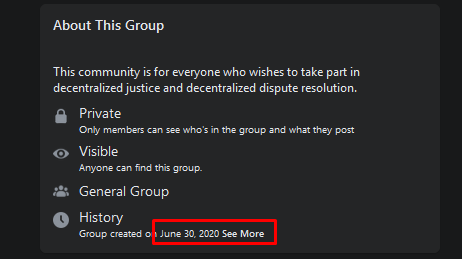 About This Group
This community is for everyone who wishes to take part in
decentralized justice and decentralized dispute resolution.
Private
Only members can see who's in the group and what they post
Visible
Anyone can find this group.
General Group
History
Group created on June 30, 2020 See More